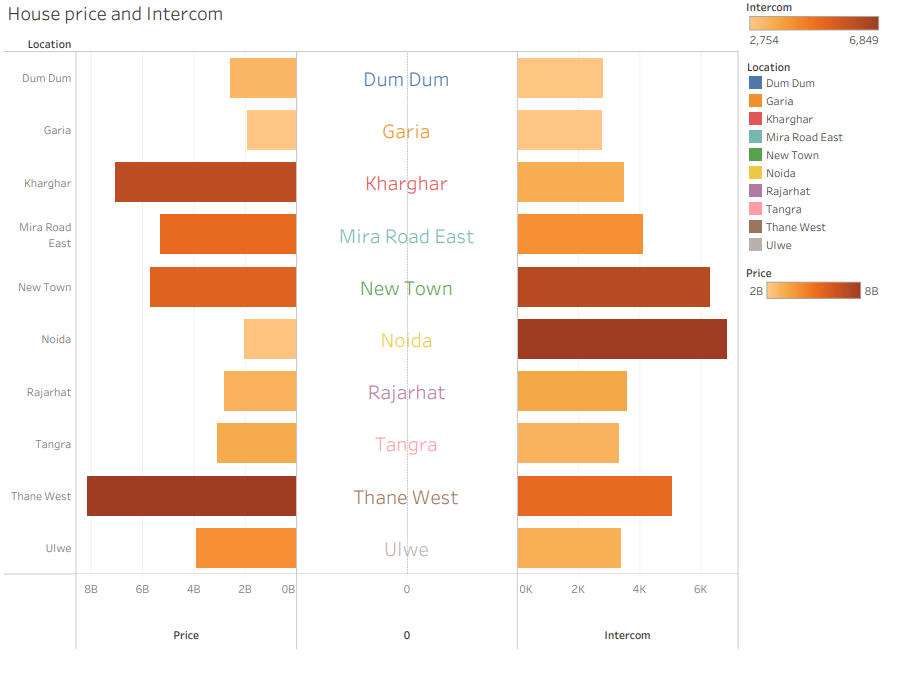 House price and Intercom
Location
Dum Dum
Garia
Kharghar
Mira Road
East
New Town
Noida
Rajarhat
Tangra
Thane West
Ulwe
8B 6B 4B 2B 0B
Price
Dum Dum
Garia
Kharghar
Mira Road East
New Town
Noida
Rajarhat
Tangra
Thane West
Ulwe
0
0
0K 2K 4K 6K
Intercom
Intercom
2,754 6,849
Location
Dum Dum
Garia
Kharghar
Mira Road East
New Town
Noida
Rajarhat
Tangra
Thane West
Ulwe
Price
2B 8B